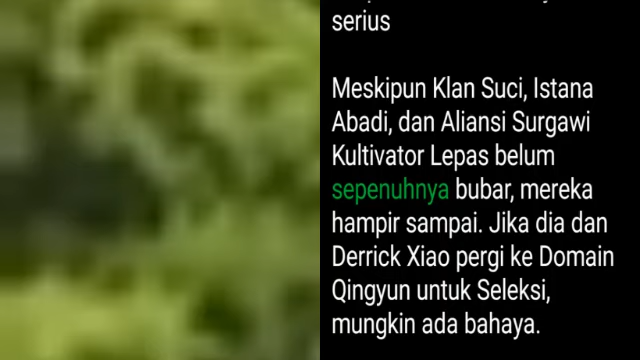 serius
Meskipun Klan Suci, Istana
Abadi, dan Aliansi Surgawi
Kultivator Lepas belum
sepenuhnya bubar, mereka
hampir sampai. Jika dia dan
Derrick Xiao pergi ke Domain
Qingyun untuk Seleksi,
mungkin ada bahaya.